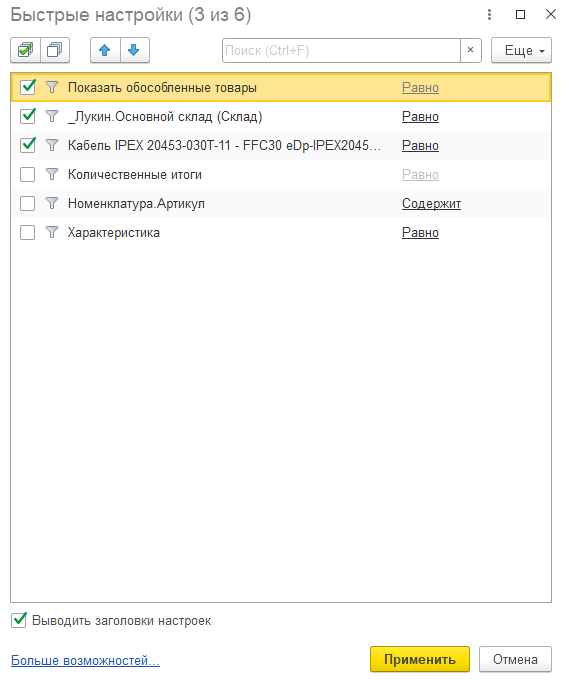 Быстрые настройки (3 из 6)
Поиск (Ctrl+F) × Еще
Показать обособленные товары Равно
_Лукин.Основной склад (Склад) Равно
Кабель IPEX 20453-030T-11 - FFC30 eDp-IPEX2045... Равно
Количественные итоги Равно
Номенклатура.Артикул Содержит
Характеристика Равно
Выводить заголовки настроек
Больше возможностей... Применить Отмена